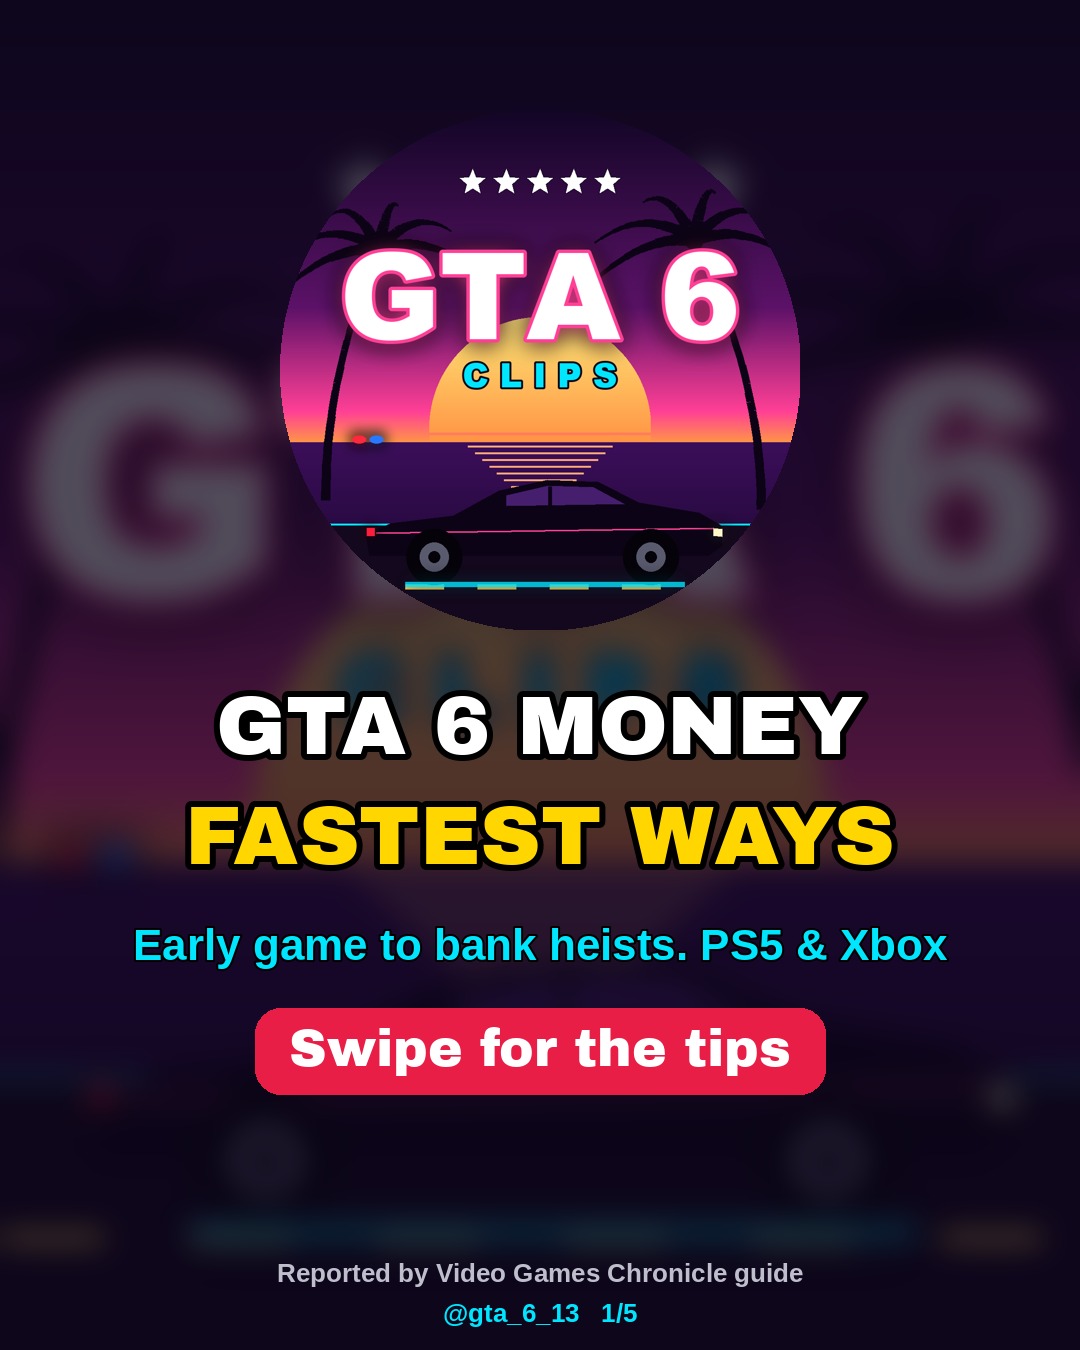 GTA 6
CLIPS
GTA 6 MONEY
FASTEST WAYS
Early game to bank heists. PS5 & Xbox
Swipe for the tips
Reported by Video Games Chronicle guide
@gta_6_13 1/5